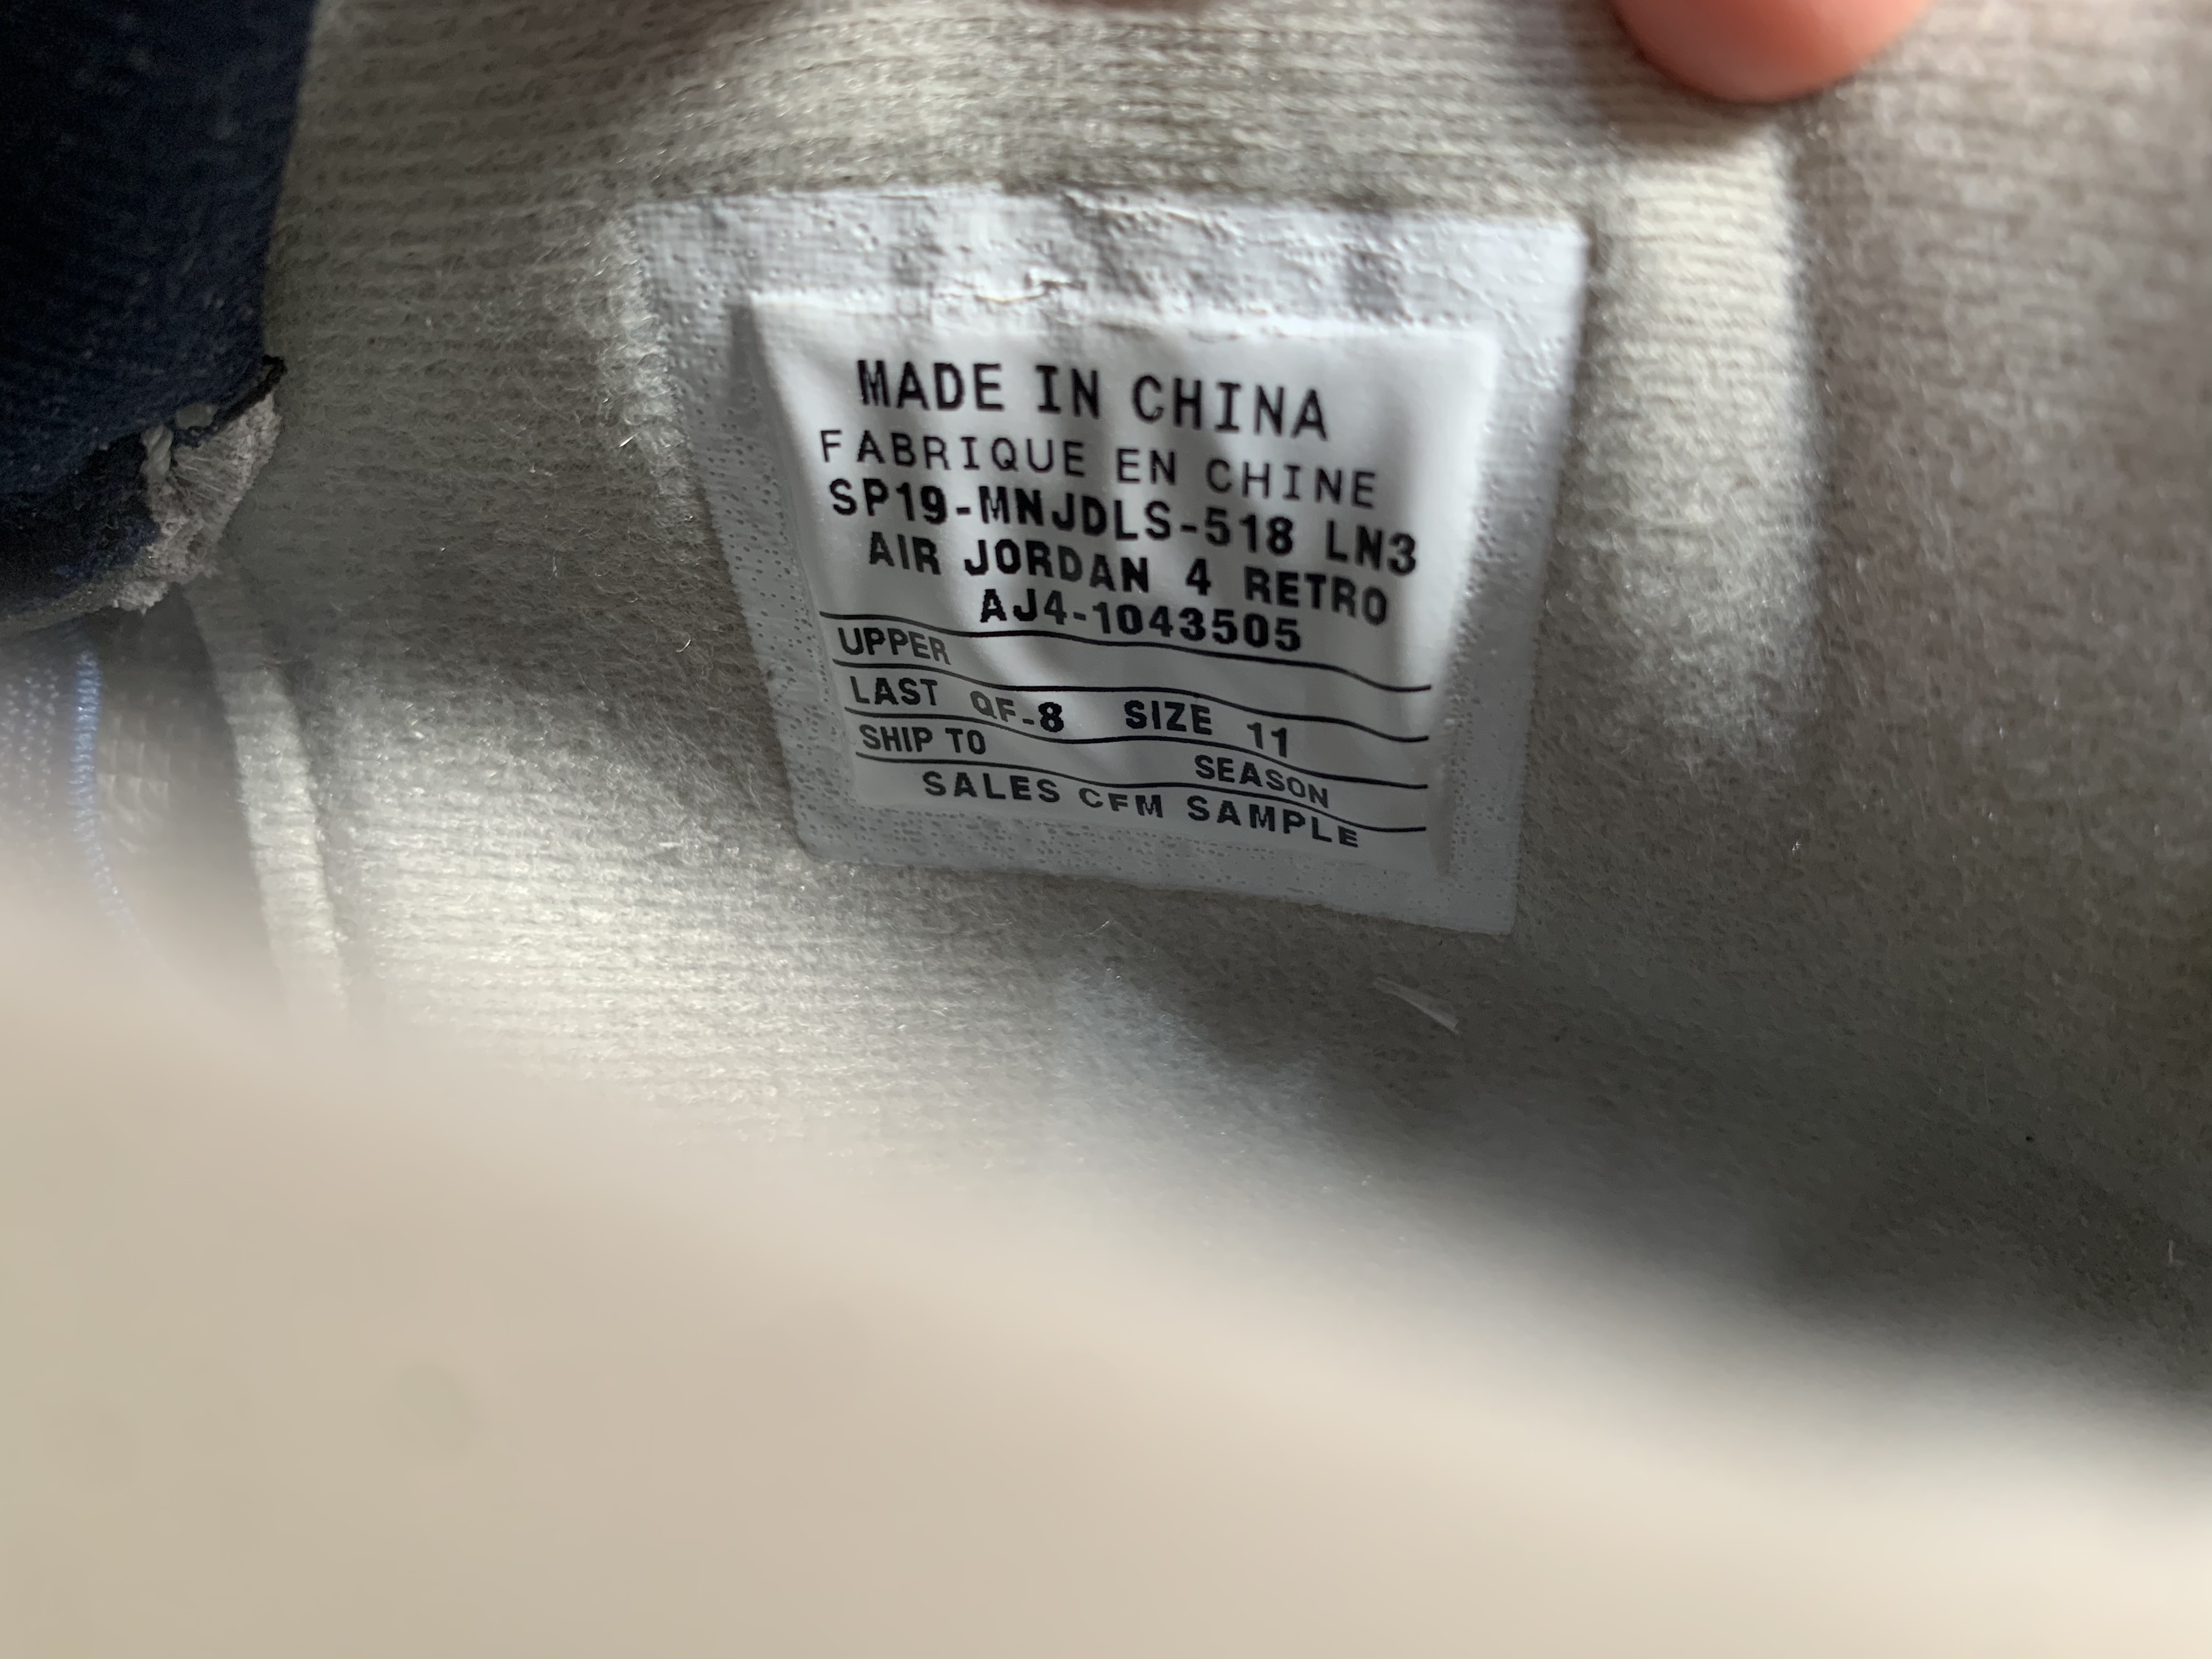 MADE IN CHINA
FABRIQUE EN CHINE
SP19-MNJDLS-518 LN3
AIR JORDAN 4 RETRO
AJ4-1043505
UPPER
LAST QF-8 SIZE 11
SHIP TO SEASON
SALES CFM SAMPLE